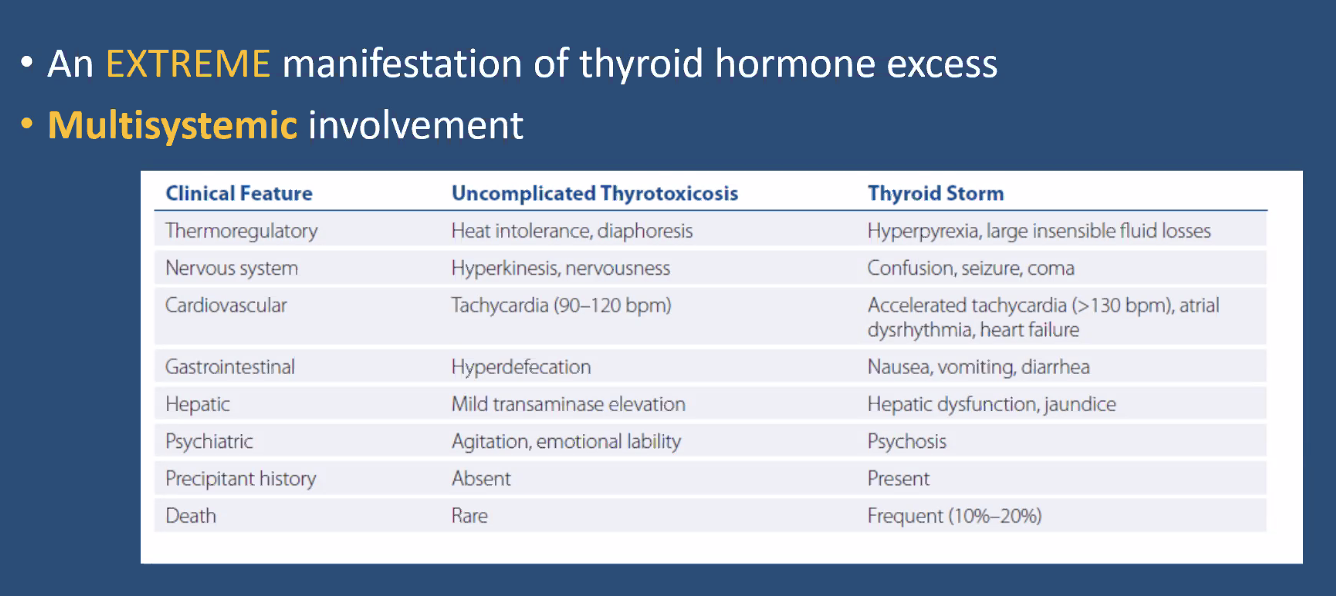 • An EXTREME manifestation of thyroid hormone excess
• Multisystemic involvement
Clinical Feature Uncomplicated Thyrotoxicosis Thyroid Storm
Thermoregulatory Heat intolerance, diaphoresis Hyperpyrexia, large insensible fluid losses
Nervous system Hyperkinesis, nervousness Confusion, seizure, coma
Cardiovascular Tachycardia (90–120 bpm) Accelerated tachycardia (>130 bpm), atrial
dysrhythmia, heart failure
Gastrointestinal Hyperdefecation Nausea, vomiting, diarrhea
Hepatic Mild transaminase elevation Hepatic dysfunction, jaundice
Psychiatric Agitation, emotional lability Psychosis
Precipitant history Absent Present
Death Rare Frequent (10%–20%)